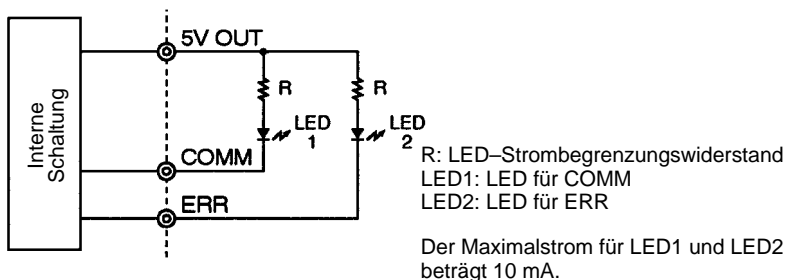 Interne
Schaltung
5V OUT
R
R
LED
1
LED
2
COMM
ERR
R: LED–Strombegrenzungswiderstand
LED1: LED für COMM
LED2: LED für ERR
Der Maximalstrom für LED1 und LED2
beträgt 10 mA.